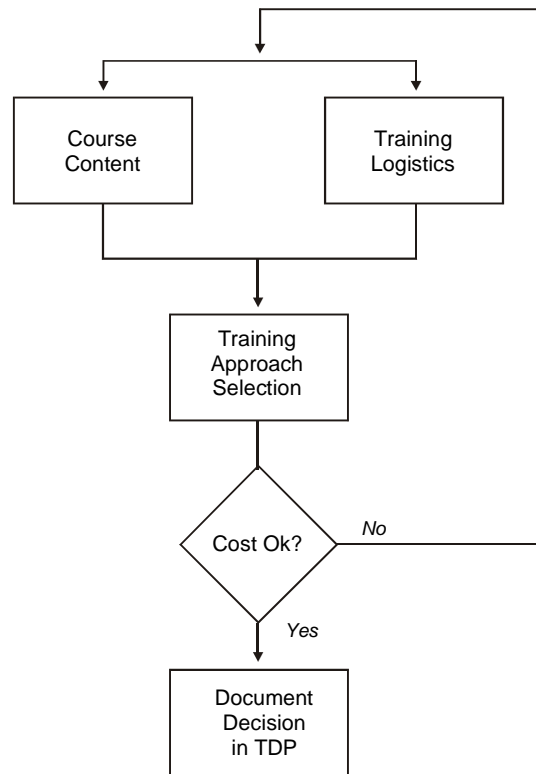 Course
Content
Training
Logistics
Training
Approach
Selection
Cost Ok?
No
Yes
Document
Decision
in TDP